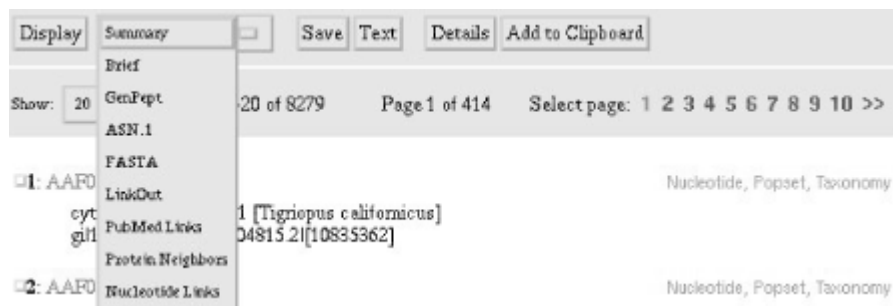 Display Summary Save Text Details Add to Clipboard
Brief
Show: 20 GenPept -20 of 8279 Page 1 of 414 Select page: 1 2 3 4 5 6 7 8 9 10 >>
ASN.1
FASTA
1: AAF0 Nucleotide, Popset, Taxonomy
LinkOut
cyt 1 [Tigriopus californicus]
PubMed Links
gi|1 04815.2|[10835362]
Protein Neighbors
2: AAF0 Nucleotide Links Nucleotide, Popset, Taxonomy